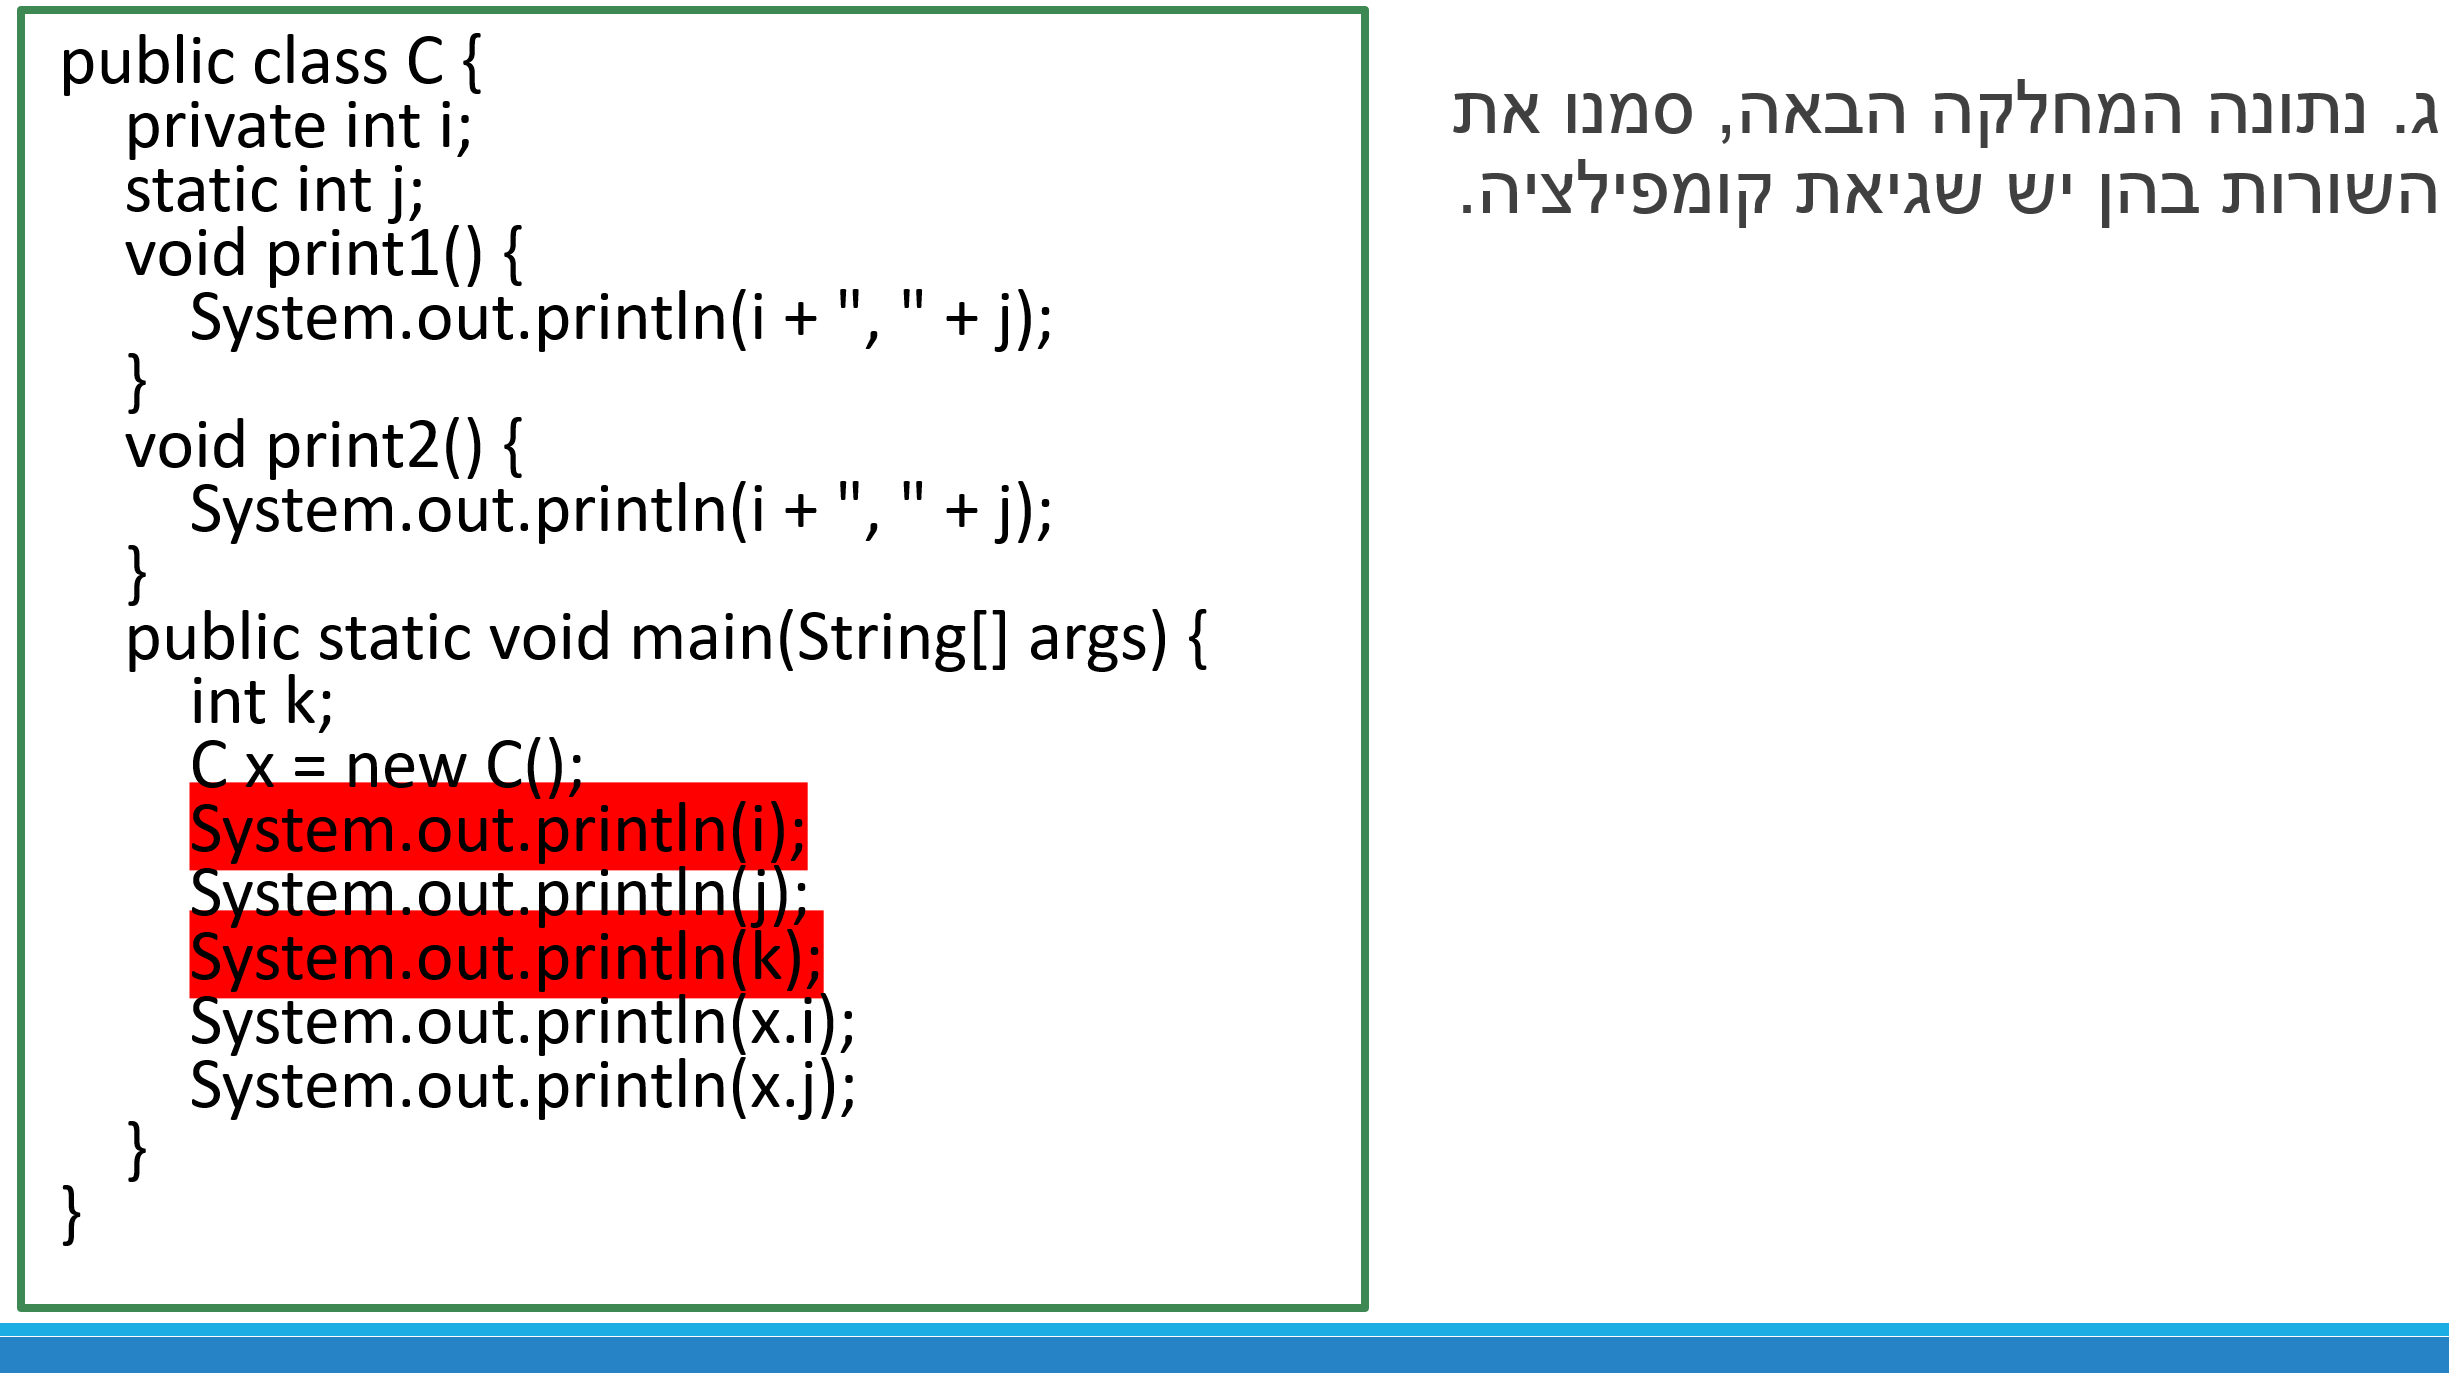 ג. נתונה המחלקה הבאה, סמנו את
השורות בהן יש שגיאת קומפילציה.
public class C {
private int i;
static int j;
void print1() {
System.out.println(i + ", " + j);
}
void print2() {
System.out.println(i + ", " + j);
}
public static void main(String[] args) {
int k;
C x = new C();
System.out.println(i);
System.out.println(j);
System.out.println(k);
System.out.println(x.i);
System.out.println(x.j);
}
}